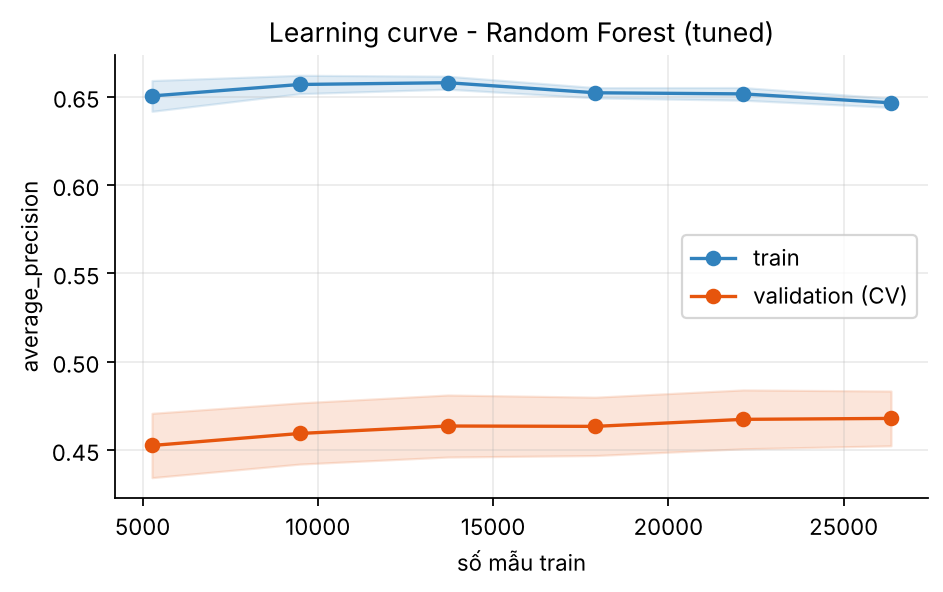 Learning curve - Random Forest (tuned)
average_precision
0.65
0.60
0.55
0.50
0.45
train
validation (CV)
5000 10000 15000 20000 25000
số mẫu train